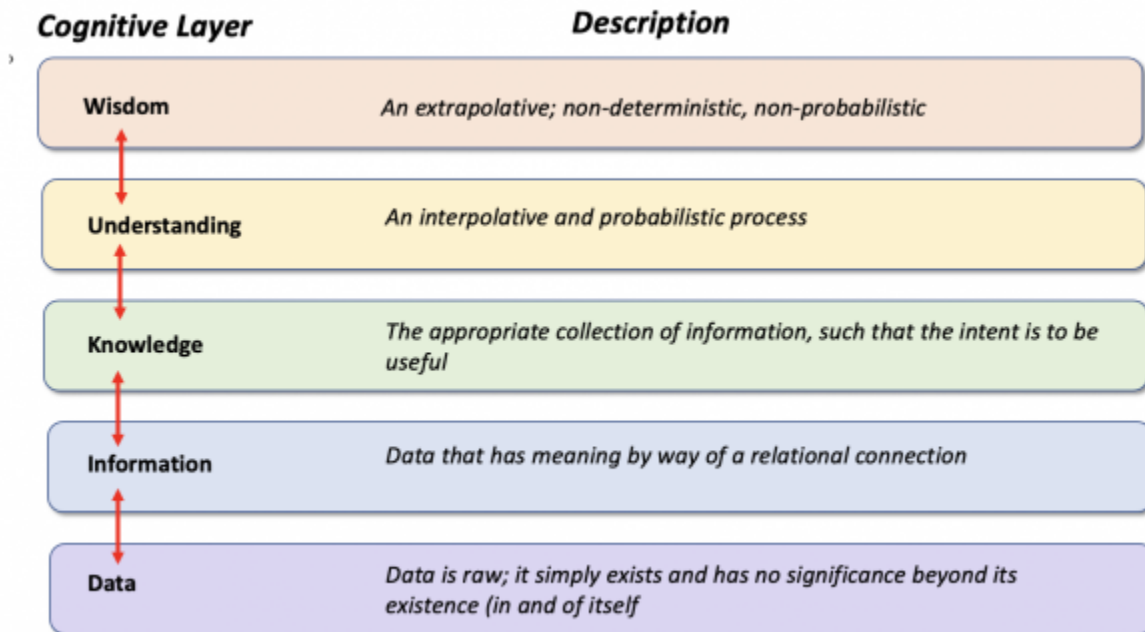 Cognitive Layer Description
Wisdom An extrapolative; non-deterministic, non-probabilistic
Understanding An interpolative and probabilistic process
Knowledge The appropriate collection of information, such that the intent is to be
useful
Information Data that has meaning by way of a relational connection
Data Data is raw; it simply exists and has no significance beyond its
existence (in and of itself